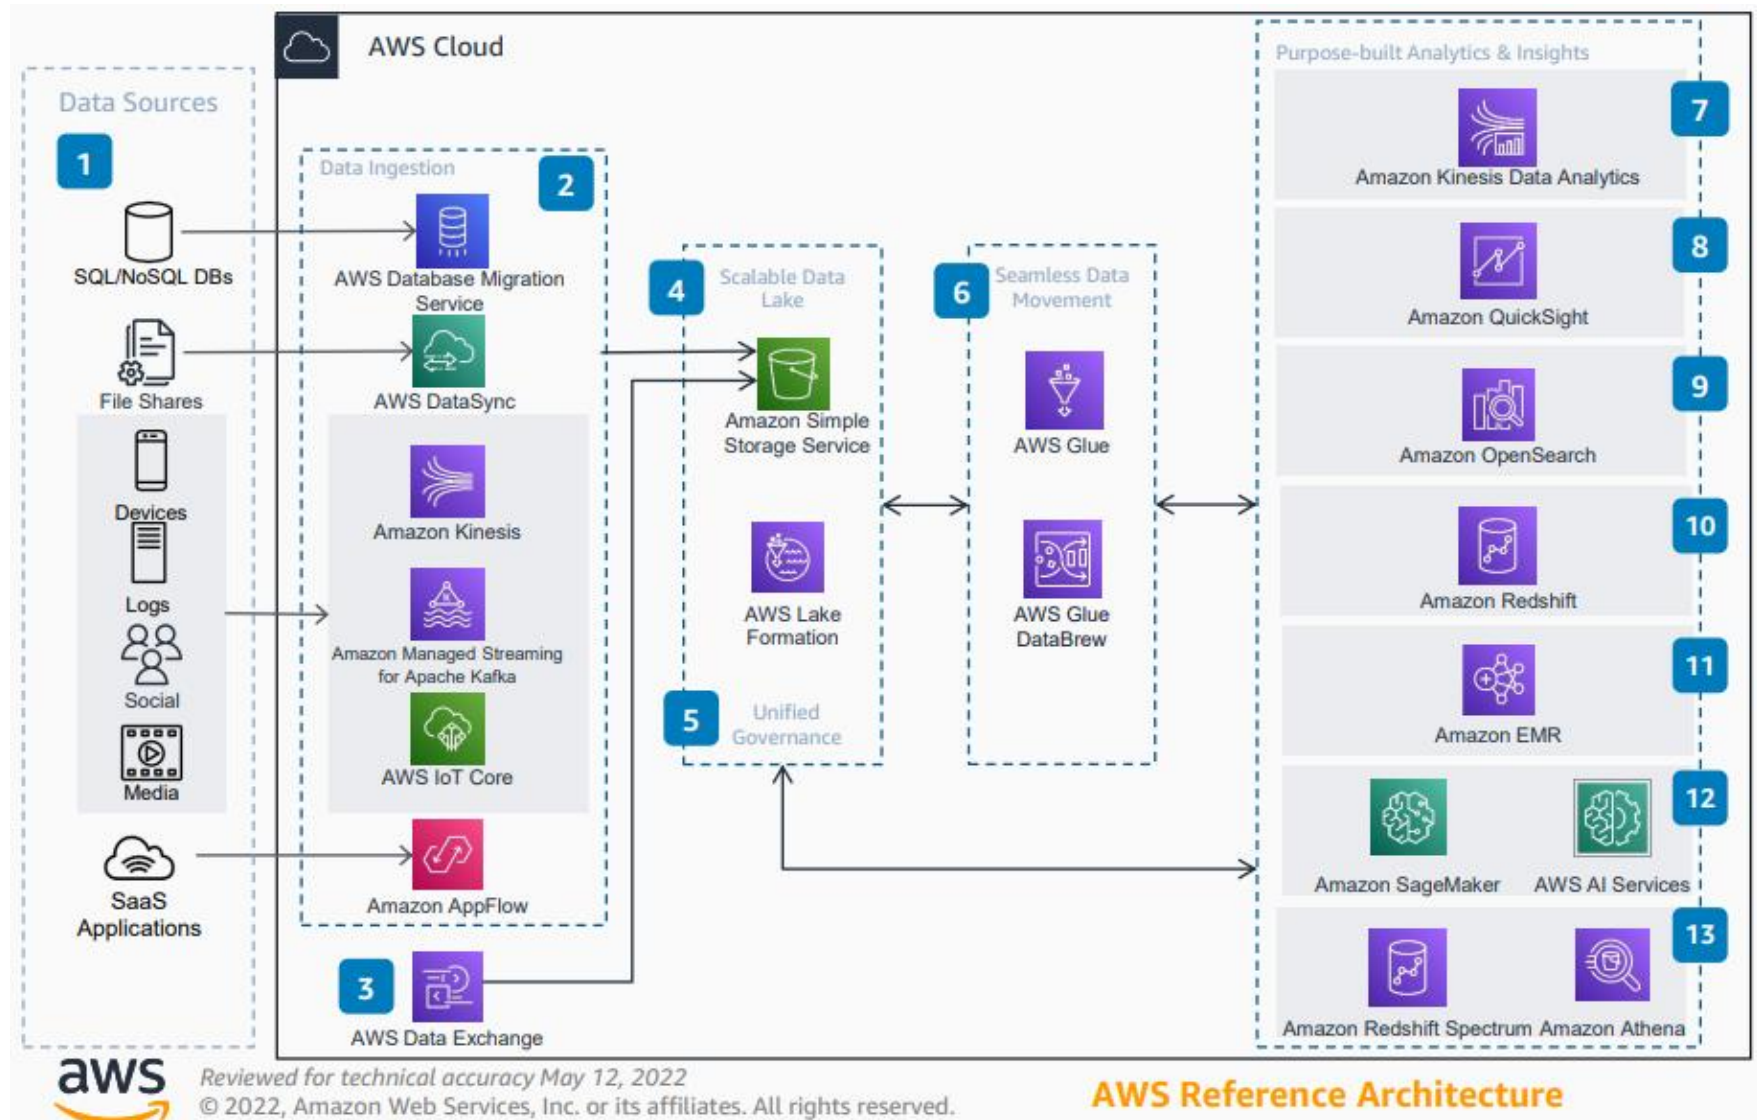 AWS Cloud
Data Sources
1
SQL/NoSQL DBs
File Shares
Devices
Logs
Social
Media
SaaS
Applications
Data Ingestion
2
AWS Database Migration
Service
AWS DataSync
Amazon Kinesis
Amazon Managed Streaming
for Apache Kafka
AWS IoT Core
Amazon AppFlow
3
AWS Data Exchange
4
Scalable Data
Lake
Amazon Simple
Storage Service
AWS Lake
Formation
5
Unified
Governance
6
Seamless Data
Movement
AWS Glue
AWS Glue
DataBrew
Purpose-built Analytics & Insights
7
Amazon Kinesis Data Analytics
8
Amazon QuickSight
9
Amazon OpenSearch
10
Amazon Redshift
11
Amazon EMR
12
Amazon SageMaker
AWS AI Services
13
Amazon Redshift Spectrum
Amazon Athena
aws
Reviewed for technical accuracy May 12, 2022
© 2022, Amazon Web Services, Inc. or its affiliates. All rights reserved.
AWS Reference Architecture